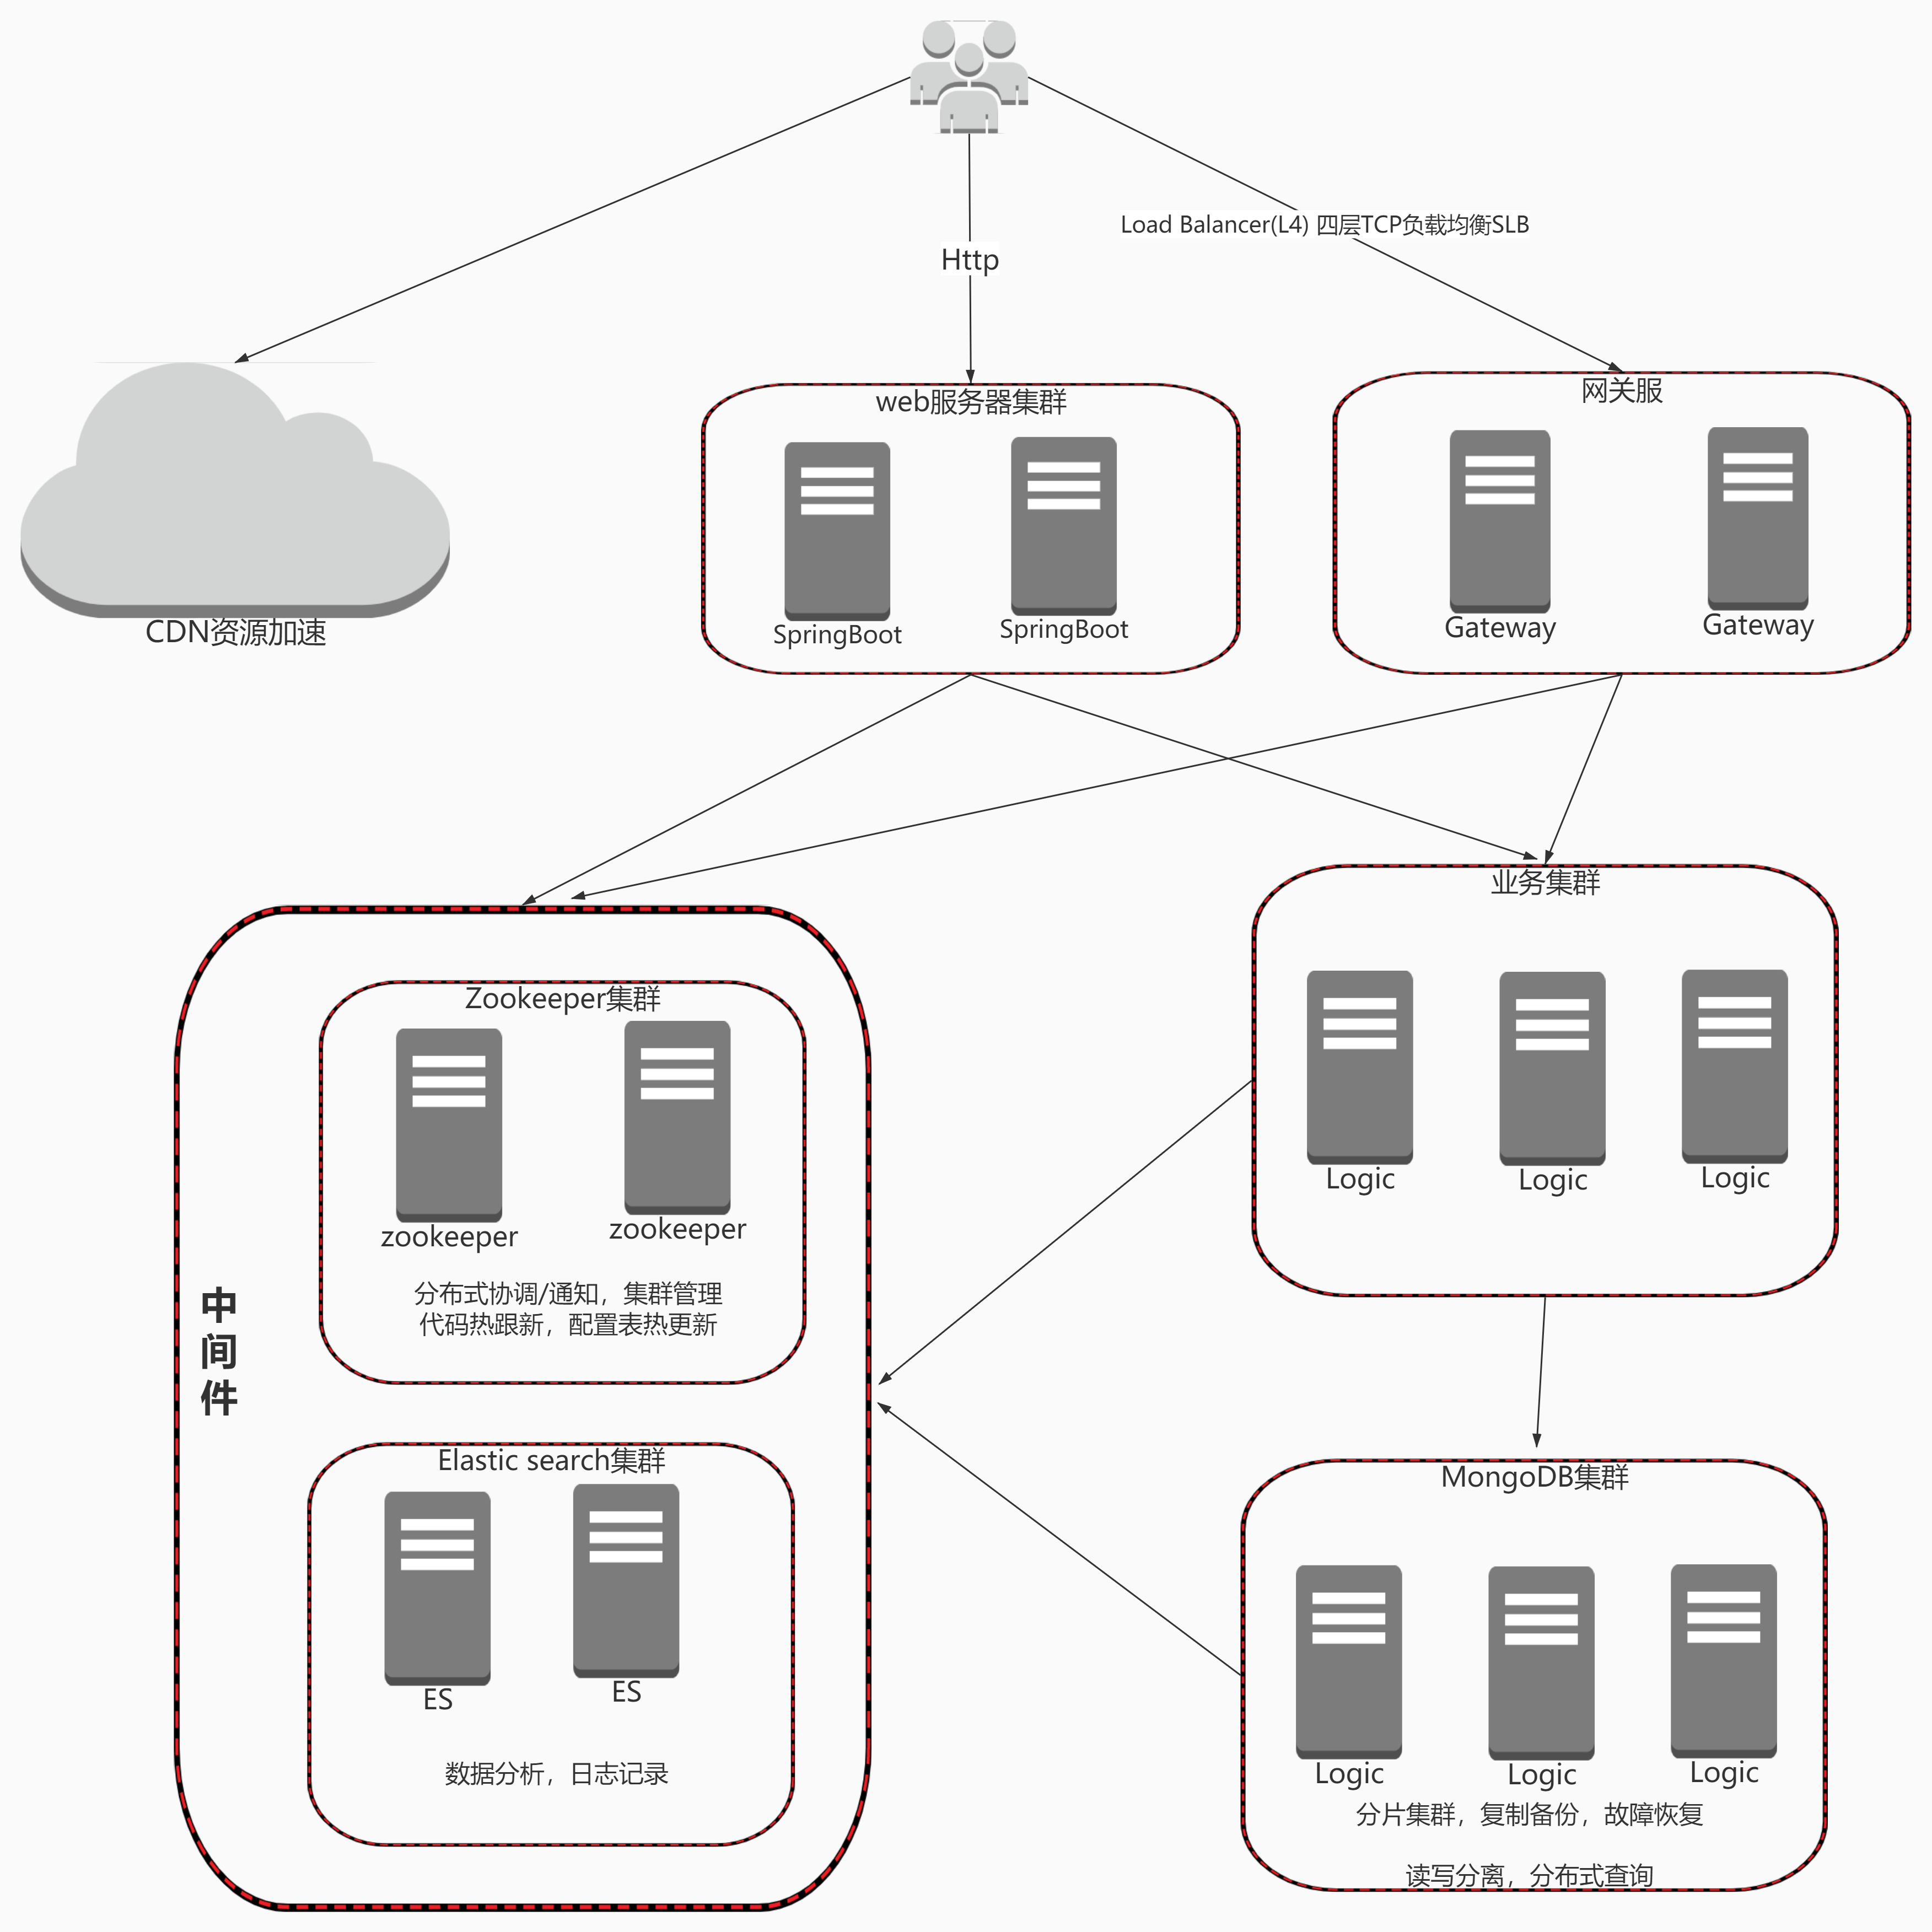 Load Balancer(L4) 四层TCP负载均衡SLB
Http
CDN资源加速
web服务器集群
SpringBoot
SpringBoot
网关服
Gateway
Gateway
业务集群
Logic
Logic
Logic
中
间
件
Zookeeper集群
zookeeper
zookeeper
分布式协调/通知，集群管理
代码热跟新，配置表热更新
Elastic search集群
ES
ES
数据分析，日志记录
MongoDB集群
Logic
Logic
Logic
分片集群，复制备份，故障恢复
读写分离，分布式查询